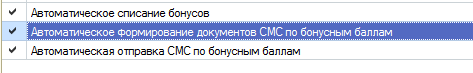 Автоматическое списание бонусов
Автоматическое формирование документов СМС по бонусным баллам
Автоматическая отправка СМС по бонусным баллам